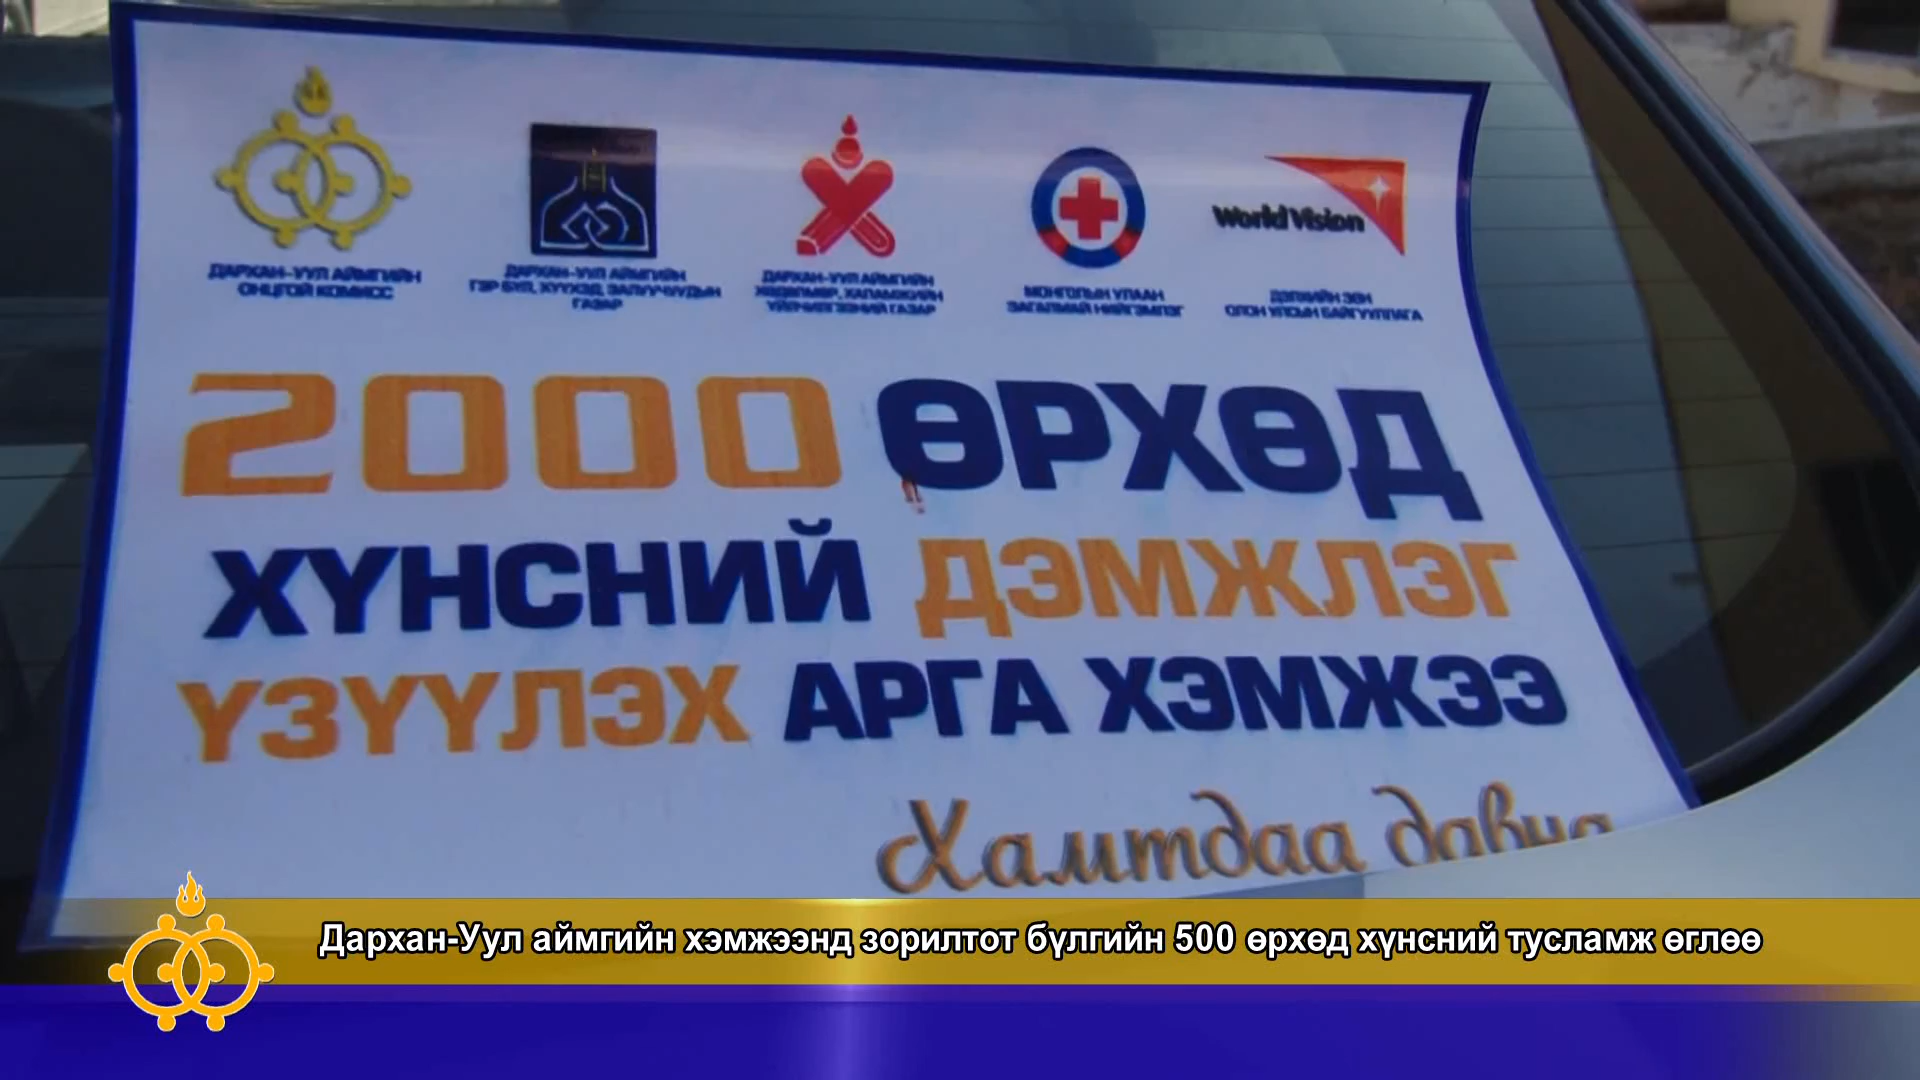 ДАРХАН-УУЛ АЙМГИЙН
ОНЦГОЙ КОМИСС
ДАРХАН-УУЛ АЙМГИЙН
ГЭР БҮЛ, ХҮҮХЭД, ЗАЛУУЧУУДЫН
ГАЗАР
ДАРХАН-УУЛ АЙМГИЙН
ХӨДӨЛМӨР, ХАЛАМЖИЙН
ҮЙЛЧИЛГЭЭНИЙ ГАЗАР
МОНГОЛЫН УЛААН
ЗАГАЛМАЙ НИЙГЭМЛЭГ
World Vision
ДЭЛХИЙН ЗӨН
ОЛОН УЛСЫН БАЙГУУЛЛАГА
2000 ӨРХӨД
ХҮНСНИЙ ДЭМЖЛЭГ
ҮЗҮҮЛЭХ АРГА ХЭМЖЭЭ
Хамтдаа давна
Дархан-Уул аймгийн хэмжээнд зорилтот бүлгийн 500 өрхөд хүнсний тусламж өглөө